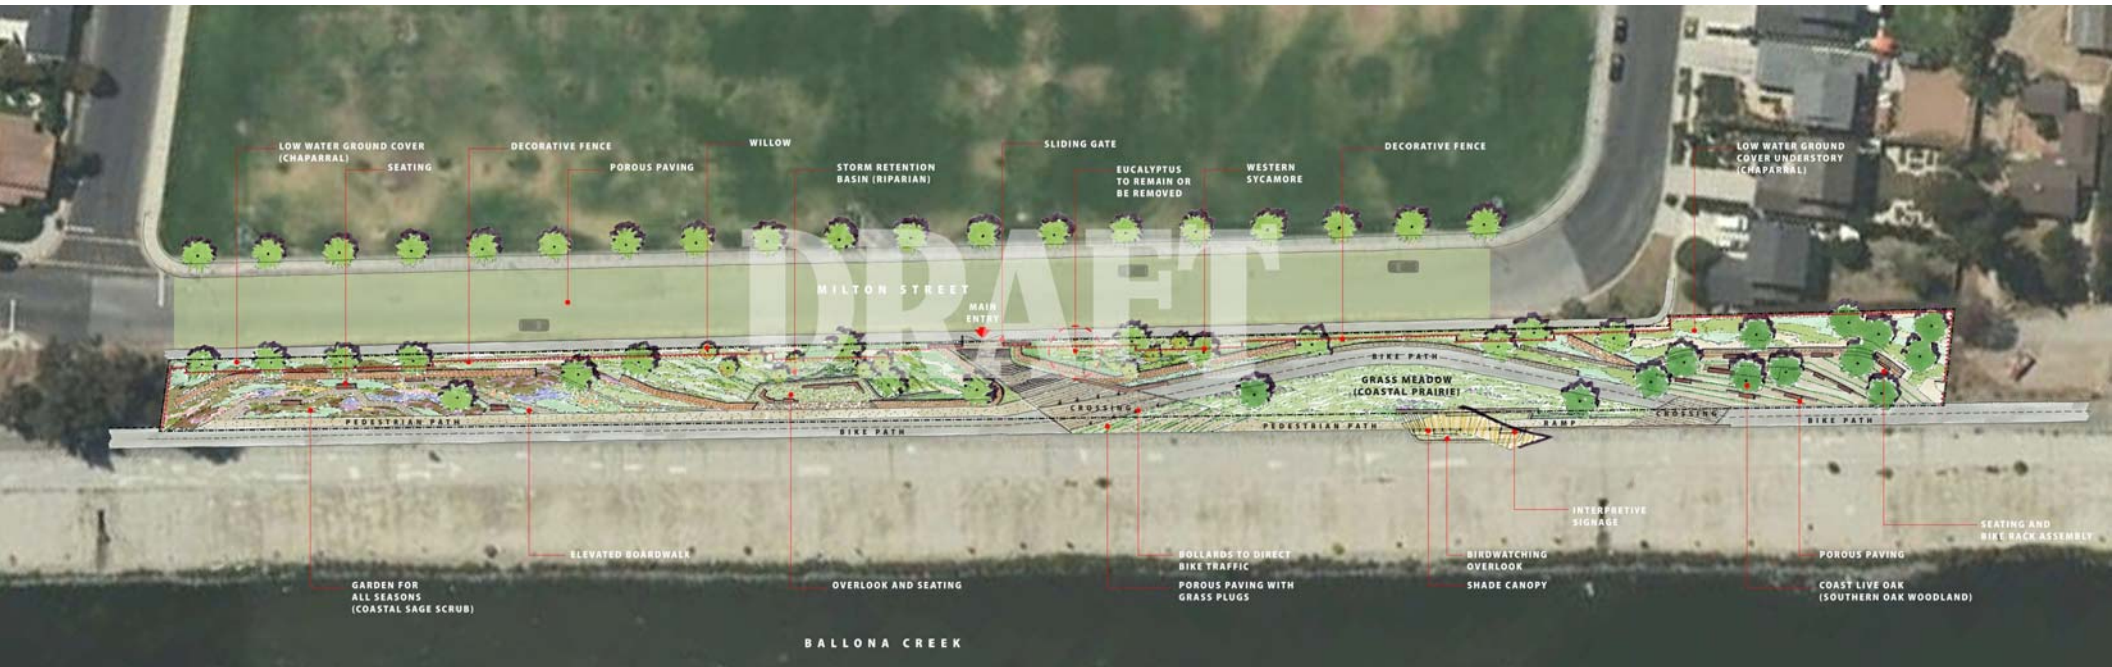 LOW WATER GROUND COVER
(CHAPARRAL)
SEATING
DECORATIVE FENCE
POROUS PAVING
WILLOW
STORM RETENTION
BASIN (RIPARIAN)
SLIDING GATE
EUCALYPTUS
TO REMAIN OR
BE REMOVED
WESTERN
SYCAMORE
DECORATIVE FENCE
LOW WATER GROUND
COVER UNDERSTORY
(CHAPARRAL)
DRAFT
MILTON STREET
MAIN
ENTRY
BIKE PATH
GRASS MEADOW
(COASTAL PRAIRIE)
CROSSING
CROSSING
PEDESTRIAN PATH
BIKE PATH
PEDESTRIAN PATH
RAMP
BIKE PATH
INTERPRETIVE
SIGNAGE
SEATING AND
BIKE RACK ASSEMBLY
ELEVATED BOARDWALK
BOLLARDS TO DIRECT
BIKE TRAFFIC
BIRDWATCHING
OVERLOOK
POROUS PAVING
GARDEN FOR
ALL SEASONS
(COASTAL SAGE SCRUB)
OVERLOOK AND SEATING
POROUS PAVING WITH
GRASS PLUGS
SHADE CANOPY
COAST LIVE OAK
(SOUTHERN OAK WOODLAND)
BALLONA CREEK